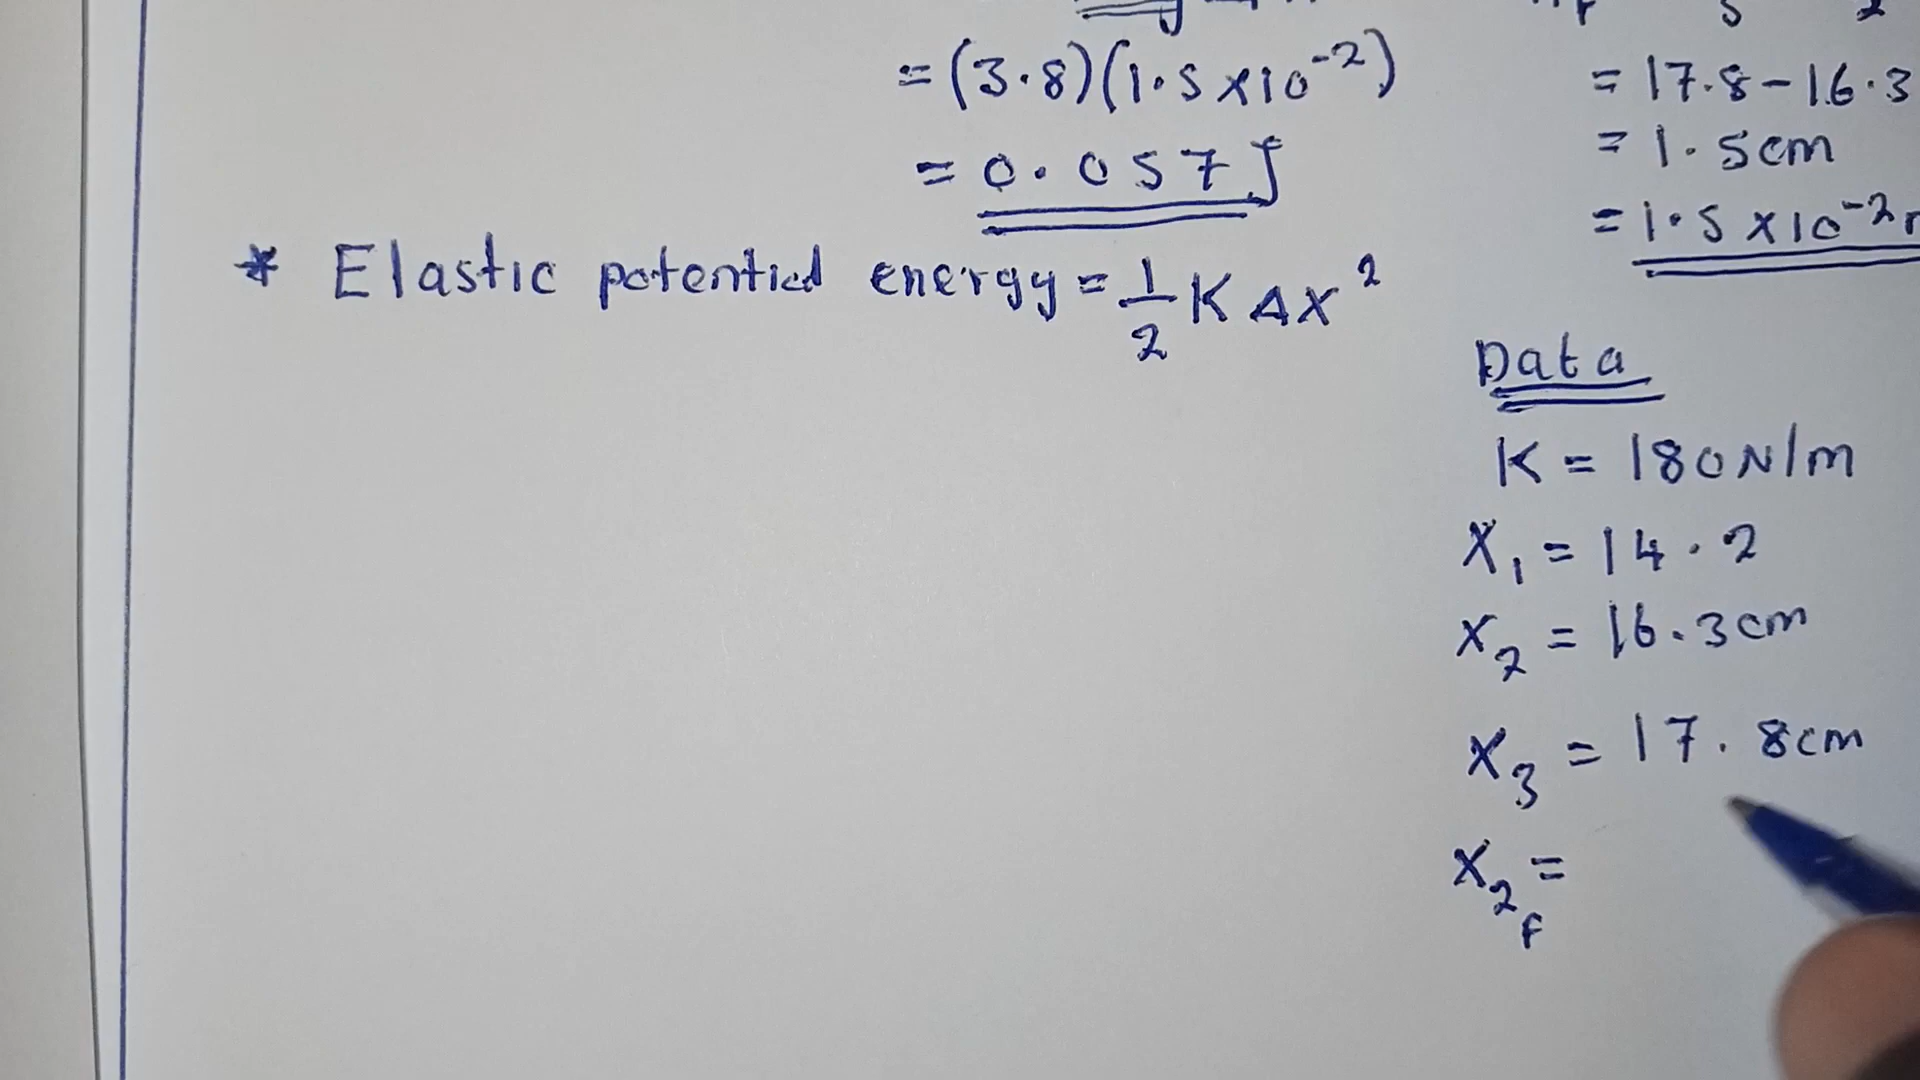 = (3.8)(1.5 x10⁻²)
= 0.057J
= 17.8 - 16.3
= 1.5cm
= 1.5 x10⁻²
* Elastic potential energy = 1/2 K Δx²
Data
K = 180N/m
X₁ = 14.2
X₂ = 16.3cm
X₃ = 17.8cm
X₂F =